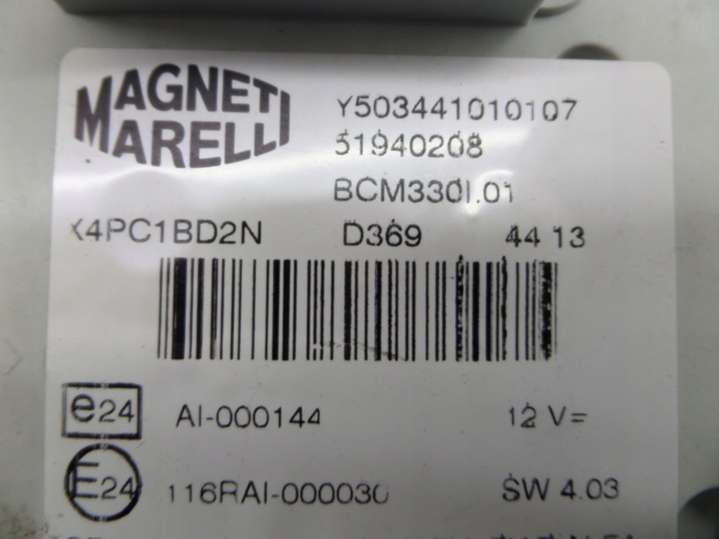 MAGNETI
MARELLI
Y503441010107
51940208
BCM330I.01
K4PC1BD2N D369 44 13
e24 AI-000144 12 V=
E24 116RAI-000030 SW 4.03